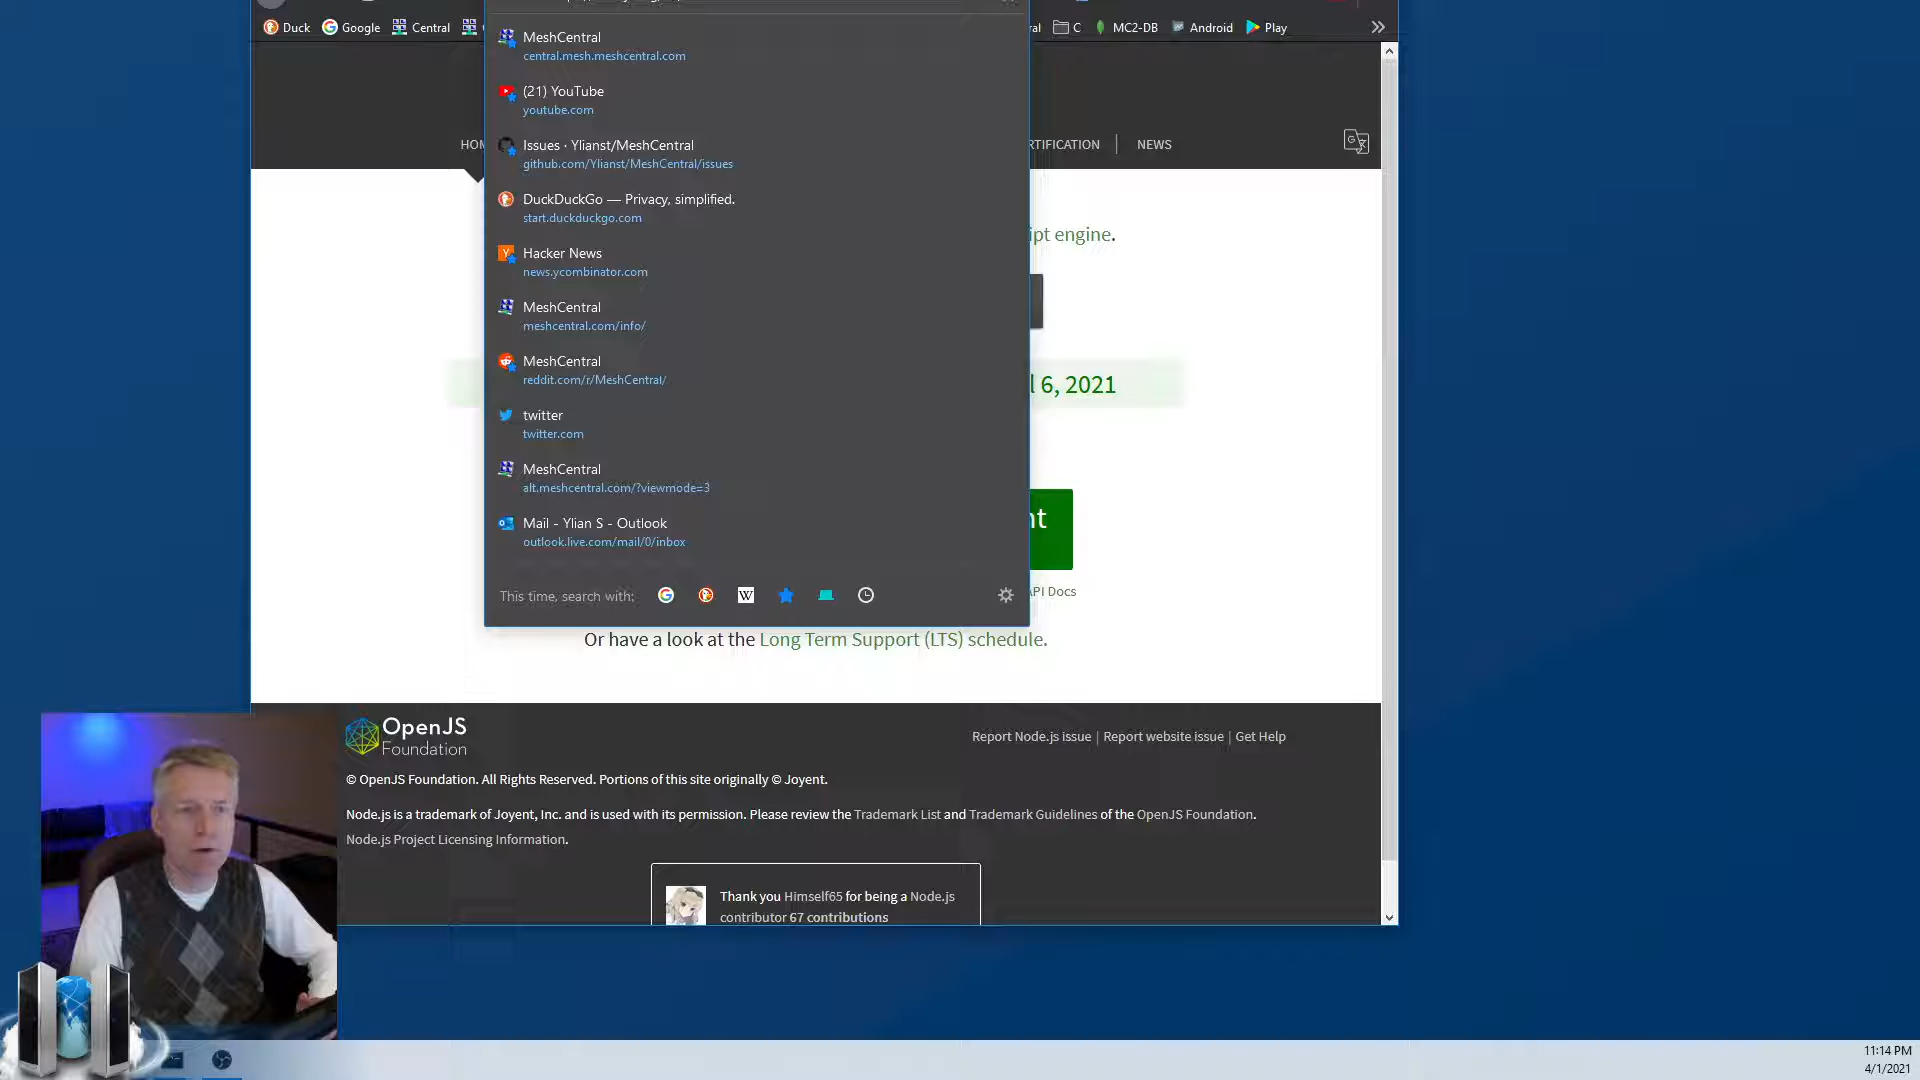 Duck
Google
Central
C
MC2-DB
Android
Play
MeshCentral
central.mesh.meshcentral.com
(21) YouTube
youtube.com
Issues · Ylianst/MeshCentral
github.com/Ylianst/MeshCentral/issues
DuckDuckGo — Privacy, simplified.
start.duckduckgo.com
Hacker News
news.ycombinator.com
MeshCentral
meshcentral.com/info/
MeshCentral
reddit.com/r/MeshCentral/
twitter
twitter.com
MeshCentral
alt.meshcentral.com/?viewmode=3
Mail - Ylian S - Outlook
outlook.live.com/mail/0/inbox
This time, search with:
NEWS
engine.
6, 2021
API Docs
Or have a look at the Long Term Support (LTS) schedule.
OpenJS
Foundation
Report Node.js issue | Report website issue | Get Help
© OpenJS Foundation. All Rights Reserved. Portions of this site originally © Joyent.
Node.js is a trademark of Joyent, Inc. and is used with its permission. Please review the Trademark List and Trademark Guidelines of the OpenJS Foundation.
Node.js Project Licensing Information.
Thank you Himself65 for being a Node.js
contributor 67 contributions
11:14 PM
4/1/2021